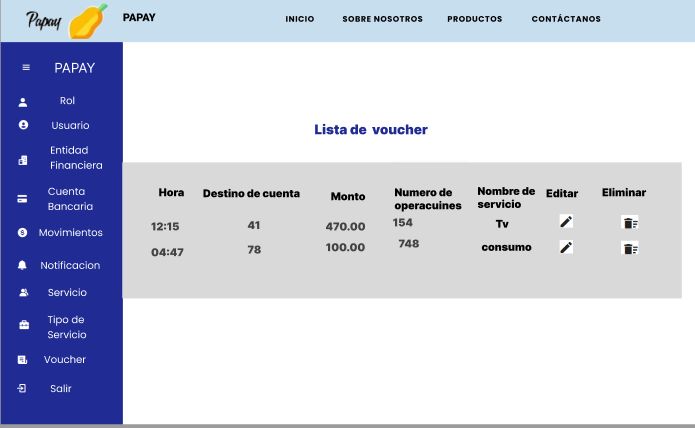 Papay
PAPAY
INICIO
SOBRE NOSOTROS
PRODUCTOS
CONTÁCTANOS
PAPAY
Rol
Usuario
Entidad
Financiera
Cuenta
Bancaria
Movimientos
Notificacion
Servicio
Tipo de
Servicio
Voucher
Salir
Lista de voucher
Hora
Destino de cuenta
Monto
Numero de
operacuines
Nombre de
servicio
Editar
Eliminar
12:15
41
470.00
154
Tv
04:47
78
100.00
748
consumo